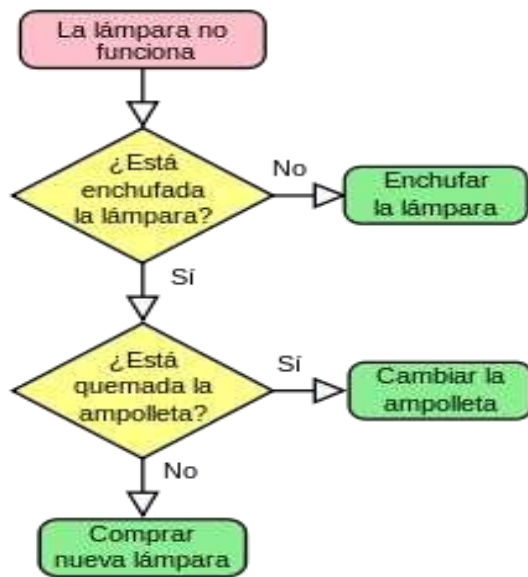 La lámpara no
funciona
¿Está
enchufada
la lámpara?
No
Enchufar
la lámpara
Sí
¿Está
quemada la
ampolleta?
Sí
Cambiar la
ampolleta
No
Comprar
nueva lámpara